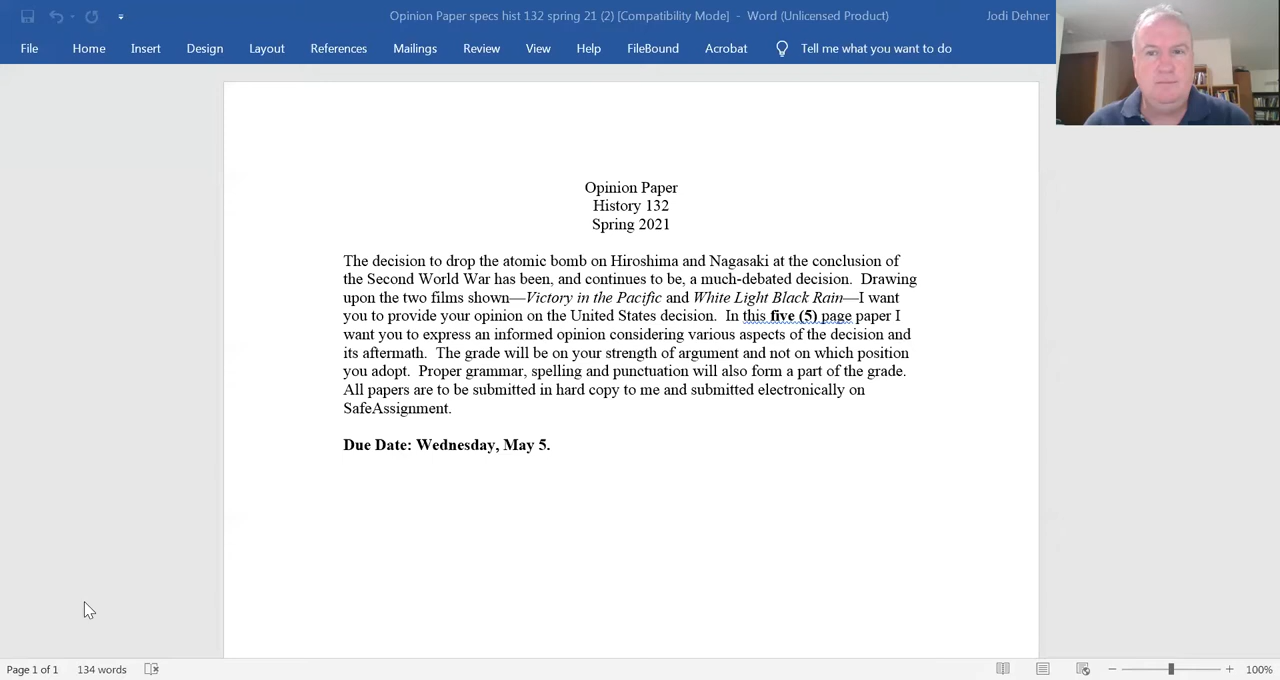 Opinion Paper specs hist 132 spring 21 (2) [Compatibility Mode] - Word (Unlicensed Product)
Jodi Dehner
File Home Insert Design Layout References Mailings Review View Help FileBound Acrobat Tell me what you want to do
Opinion Paper
History 132
Spring 2021
The decision to drop the atomic bomb on Hiroshima and Nagasaki at the conclusion of
the Second World War has been, and continues to be, a much-debated decision. Drawing
upon the two films shown—Victory in the Pacific and White Light Black Rain—I want
you to provide your opinion on the United States decision. In this five (5) page paper I
want you to express an informed opinion considering various aspects of the decision and
its aftermath. The grade will be on your strength of argument and not on which position
you adopt. Proper grammar, spelling and punctuation will also form a part of the grade.
All papers are to be submitted in hard copy to me and submitted electronically on
SafeAssignment.
Due Date: Wednesday, May 5.
Page 1 of 1 134 words 100%